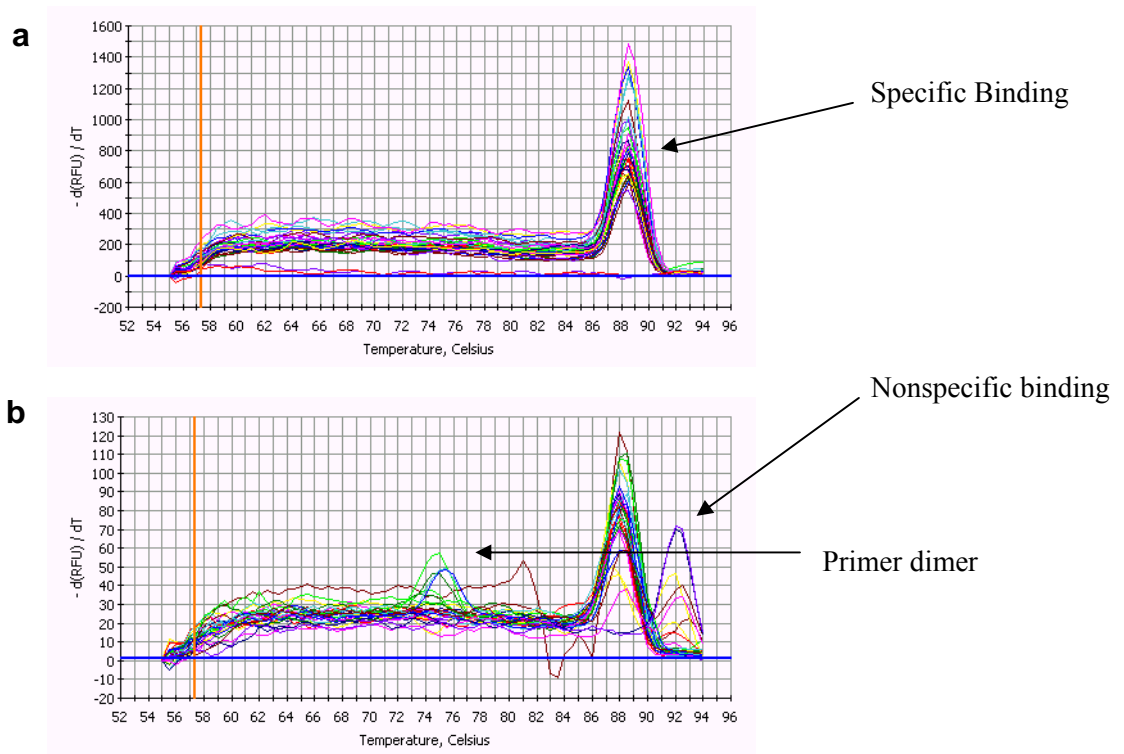 a
1600
1400
1200
1000
800
600
400
200
0
-200
- d(RFU) / dT
52 54 56 58 60 62 64 66 68 70 72 74 76 78 80 82 84 86 88 90 92 94 96
Temperature, Celsius
Specific Binding
b
130
120
110
100
90
80
70
60
50
40
30
20
10
0
-10
-20
- d(RFU) / dT
52 54 56 58 60 62 64 66 68 70 72 74 76 78 80 82 84 86 88 90 92 94 96
Temperature, Celsius
Nonspecific binding
Primer dimer